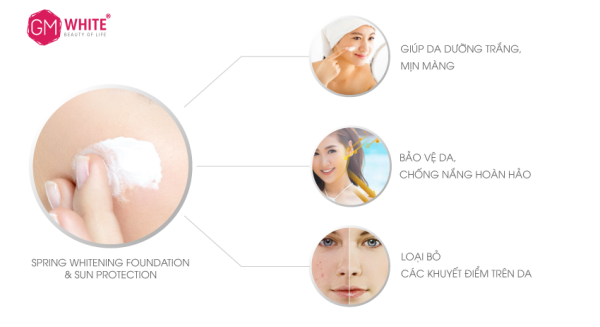 GM WHITE®
BEAUTY OF LIFE
GIÚP DA DƯỠNG TRẮNG,
MỊN MÀNG
BẢO VỆ DA,
CHỐNG NẮNG HOÀN HẢO
LOẠI BỎ
CÁC KHUYẾT ĐIỂM TRÊN DA
SPRING WHITENING FOUNDATION
& SUN PROTECTION